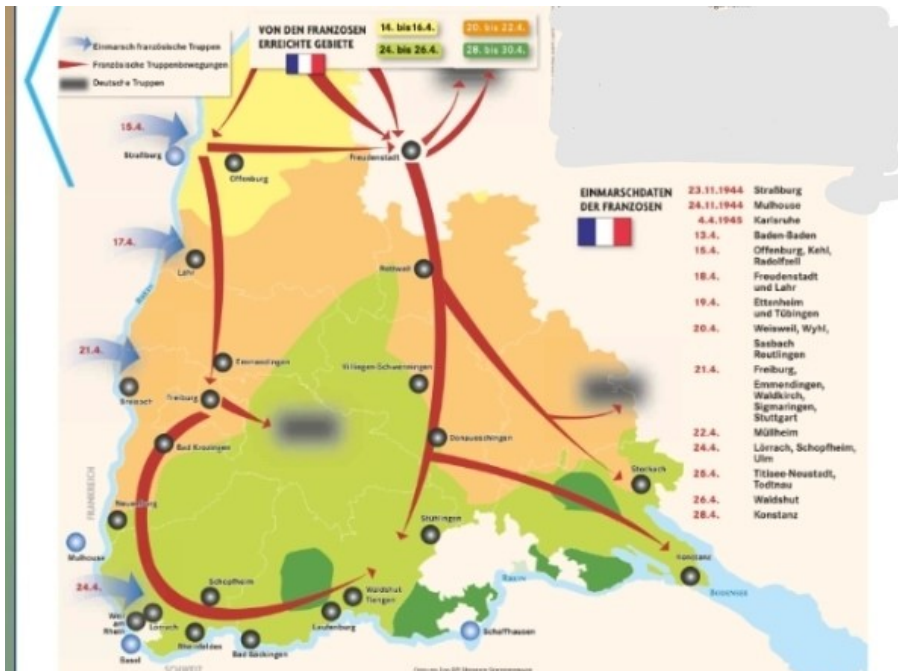 VON DEN FRANZOSEN
ERREICHTE GEBIETE
14. bis 16.4.
20. bis 22.4.
24. bis 26.4.
28. bis 30.4.
Einmarsch französische Truppen
Französische Truppenbewegungen
Deutsche Truppen
15.4.
Straßburg
Offenburg
Freudenstadt
17.4.
Lahr
Rottweil
RHEIN
21.4.
Emmendingen
Breisach
Freiburg
Villingen-Schwenningen
Bad Krozingen
Donaueschingen
Stockach
FRANKREICH
Neuenburg
Stühlingen
Mulhouse
Konstanz
24.4.
Schopfheim
Waldshut
Tiengen
RHEIN
BODENSEE
Weil
am
Rhein
Lörrach
Laufenburg
Rheinfelden
Bad Säckingen
Schaffhausen
Basel
SCHWEIZ
EINMARSCHDATEN
DER FRANZOSEN
23.11.1944 Straßburg
24.11.1944 Mulhouse
4.4.1945 Karlsruhe
13.4. Baden-Baden
15.4. Offenburg, Kehl,
Radolfzell
18.4. Freudenstadt
und Lahr
19.4. Ettenheim
und Tübingen
20.4. Weisweil, Wyhl,
Sasbach
Reutlingen
21.4. Freiburg,
Emmendingen,
Waldkirch,
Sigmaringen,
Stuttgart
22.4. Müllheim
24.4. Lörrach, Schopfheim,
Ulm
25.4. Titisee-Neustadt,
Todtnau
26.4. Waldshut
28.4. Konstanz